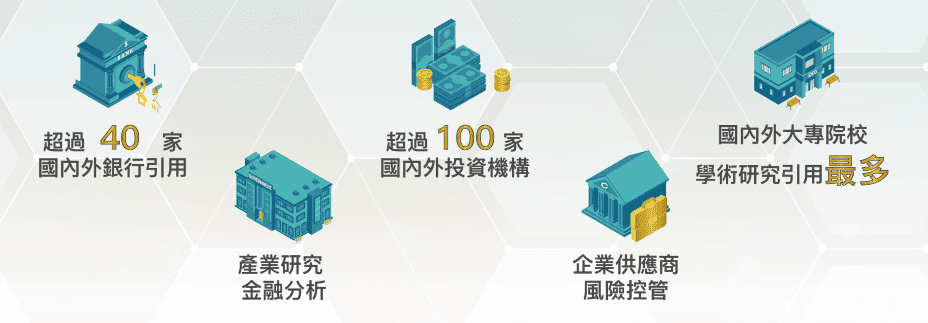 BANK
超過 40 家
國內外銀行引用
超過 100 家
國內外投資機構
國內外大專院校
學術研究引用最多
產業研究
金融分析
企業供應商
風險控管